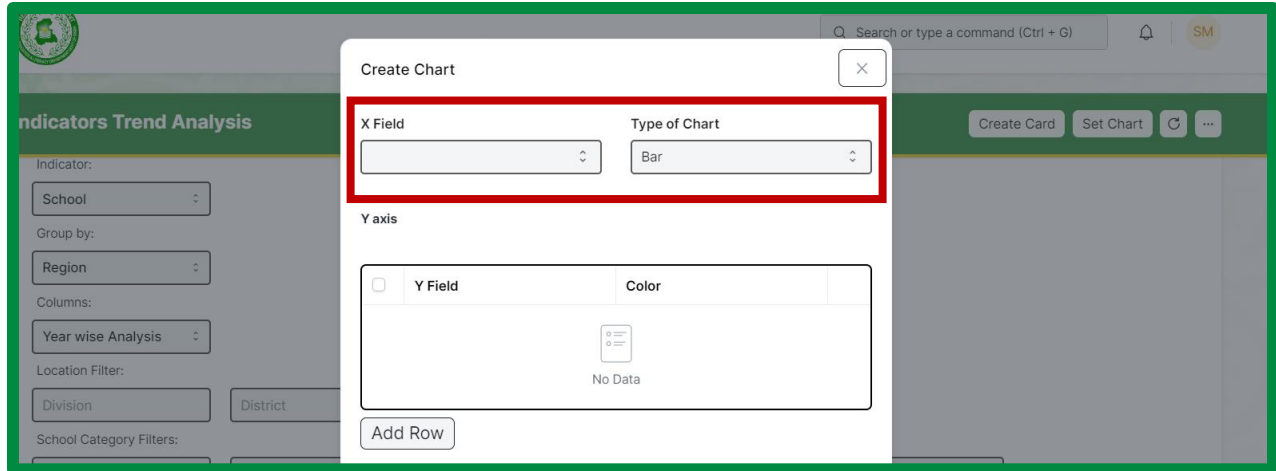 Search or type a command (Ctrl + G)
SM
Create Chart
ndicators Trend Analysis
Create Card
Set Chart
X Field
Type of Chart
Bar
Indicator:
School
Group by:
Region
Columns:
Year wise Analysis
Location Filter:
Division
District
School Category Filters:
Y axis
Y Field
Color
No Data
Add Row